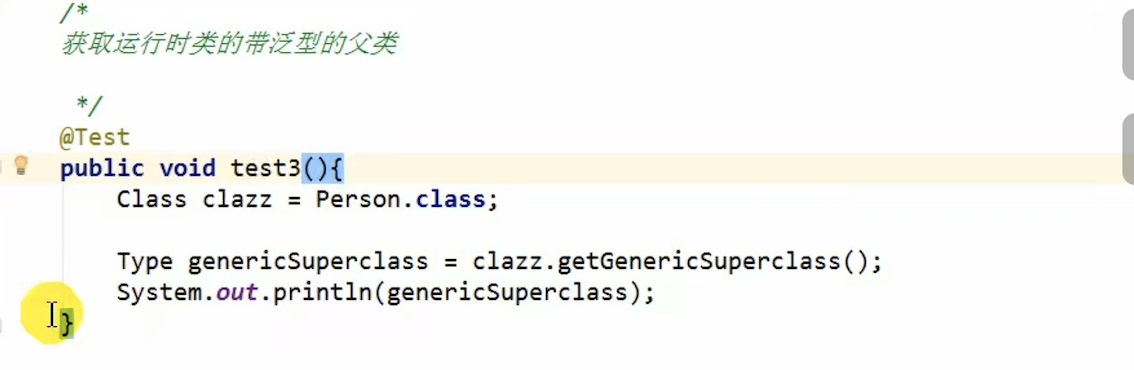 /*
获取运行时类的带泛型的父类
*/
@Test
public void test3(){
Class clazz = Person.class;
Type genericSuperclass = clazz.getGenericSuperclass();
System.out.println(genericSuperclass);
}